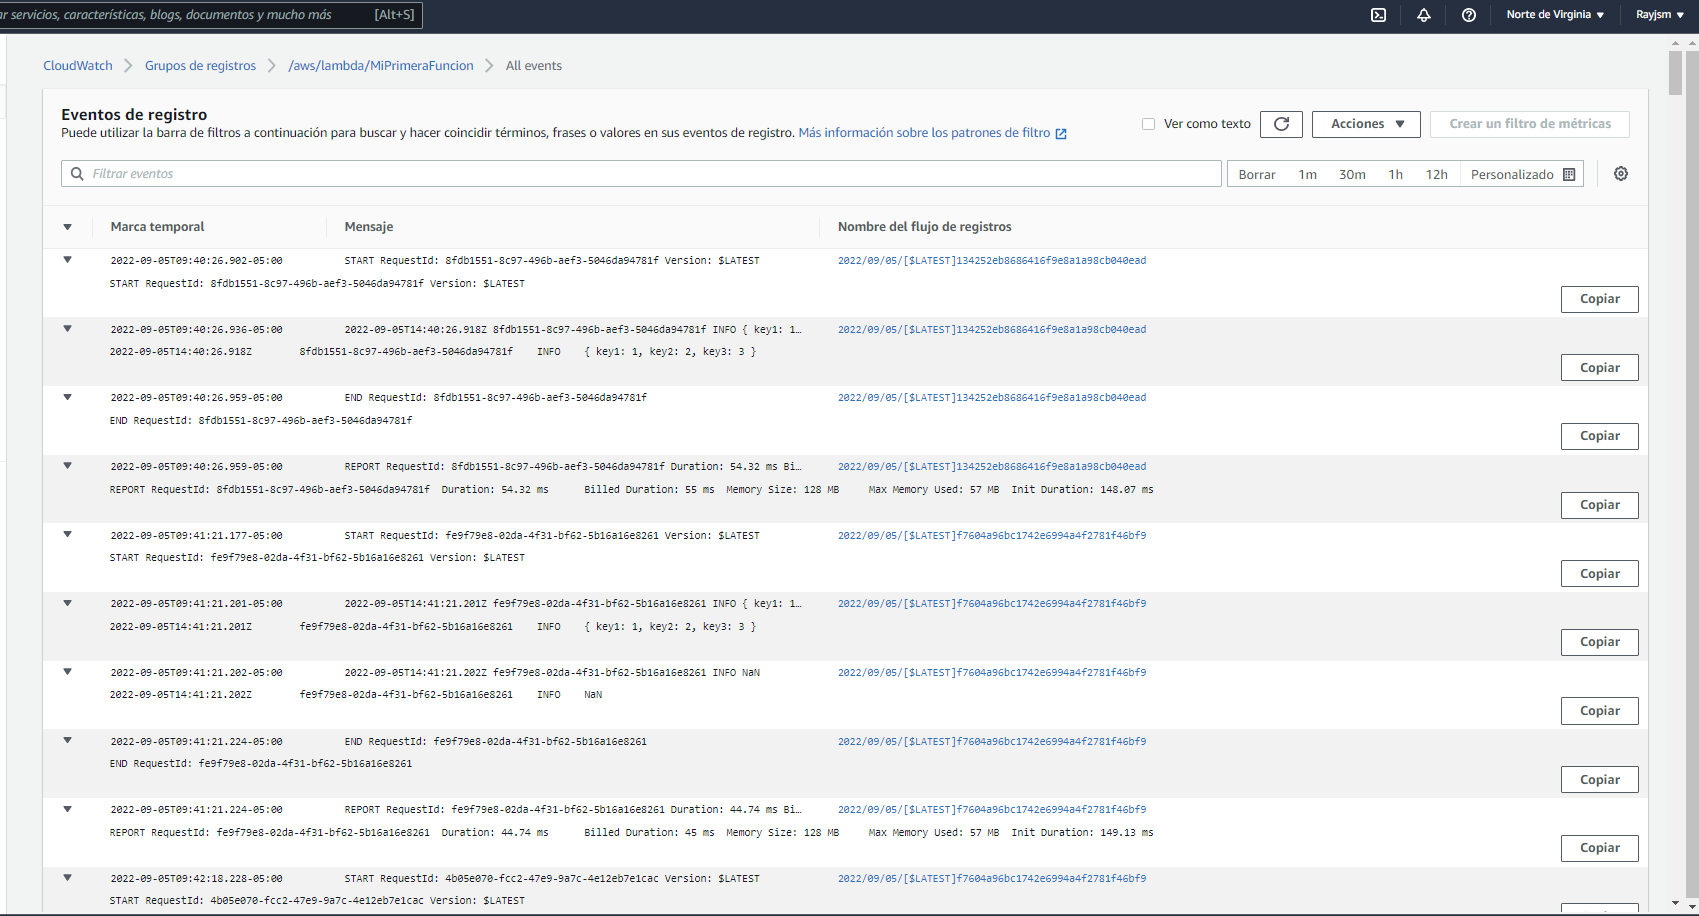 ar servicios, características, blogs, documentos y mucho más [Alt+S] Norte de Virginia Rayjsm
CloudWatch Grupos de registros /aws/lambda/MiPrimeraFuncion All events
Eventos de registro
Puede utilizar la barra de filtros a continuación para buscar y hacer coincidir términos, frases o valores en sus eventos de registro. Más información sobre los patrones de filtro
Ver como texto Acciones Crear un filtro de métricas
Filtrar eventos Borrar 1m 30m 1h 12h Personalizado
Marca temporal Mensaje Nombre del flujo de registros
2022-09-05T09:40:26.902-05:00 START RequestId: 8fdb1551-8c97-496b-aef3-5046da94781f Version: $LATEST 2022/09/05/[$LATEST]134252eb8686416f9e8a1a98cb040ead
START RequestId: 8fdb1551-8c97-496b-aef3-5046da94781f Version: $LATEST
Copiar
2022-09-05T09:40:26.936-05:00 2022-09-05T14:40:26.918Z 8fdb1551-8c97-496b-aef3-5046da94781f INFO { key1: 1… 2022/09/05/[$LATEST]134252eb8686416f9e8a1a98cb040ead
2022-09-05T14:40:26.918Z 8fdb1551-8c97-496b-aef3-5046da94781f INFO { key1: 1, key2: 2, key3: 3 }
Copiar
2022-09-05T09:40:26.959-05:00 END RequestId: 8fdb1551-8c97-496b-aef3-5046da94781f 2022/09/05/[$LATEST]134252eb8686416f9e8a1a98cb040ead
END RequestId: 8fdb1551-8c97-496b-aef3-5046da94781f
Copiar
2022-09-05T09:40:26.959-05:00 REPORT RequestId: 8fdb1551-8c97-496b-aef3-5046da94781f Duration: 54.32 ms Bi… 2022/09/05/[$LATEST]134252eb8686416f9e8a1a98cb040ead
REPORT RequestId: 8fdb1551-8c97-496b-aef3-5046da94781f Duration: 54.32 ms Billed Duration: 55 ms Memory Size: 128 MB Max Memory Used: 57 MB Init Duration: 148.07 ms
Copiar
2022-09-05T09:41:21.177-05:00 START RequestId: fe9f79e8-02da-4f31-bf62-5b16a16e8261 Version: $LATEST 2022/09/05/[$LATEST]f7604a96bc1742e6994a4f2781f46bf9
START RequestId: fe9f79e8-02da-4f31-bf62-5b16a16e8261 Version: $LATEST
Copiar
2022-09-05T09:41:21.201-05:00 2022-09-05T14:41:21.201Z fe9f79e8-02da-4f31-bf62-5b16a16e8261 INFO { key1: 1… 2022/09/05/[$LATEST]f7604a96bc1742e6994a4f2781f46bf9
2022-09-05T14:41:21.201Z fe9f79e8-02da-4f31-bf62-5b16a16e8261 INFO { key1: 1, key2: 2, key3: 3 }
Copiar
2022-09-05T09:41:21.202-05:00 2022-09-05T14:41:21.202Z fe9f79e8-02da-4f31-bf62-5b16a16e8261 INFO NaN 2022/09/05/[$LATEST]f7604a96bc1742e6994a4f2781f46bf9
2022-09-05T14:41:21.202Z fe9f79e8-02da-4f31-bf62-5b16a16e8261 INFO NaN
Copiar
2022-09-05T09:41:21.224-05:00 END RequestId: fe9f79e8-02da-4f31-bf62-5b16a16e8261 2022/09/05/[$LATEST]f7604a96bc1742e6994a4f2781f46bf9
END RequestId: fe9f79e8-02da-4f31-bf62-5b16a16e8261
Copiar
2022-09-05T09:41:21.224-05:00 REPORT RequestId: fe9f79e8-02da-4f31-bf62-5b16a16e8261 Duration: 44.74 ms Bi… 2022/09/05/[$LATEST]f7604a96bc1742e6994a4f2781f46bf9
REPORT RequestId: fe9f79e8-02da-4f31-bf62-5b16a16e8261 Duration: 44.74 ms Billed Duration: 45 ms Memory Size: 128 MB Max Memory Used: 57 MB Init Duration: 149.13 ms
Copiar
2022-09-05T09:42:18.228-05:00 START RequestId: 4b05e070-fcc2-47e9-9a7c-4e12eb7e1cac Version: $LATEST 2022/09/05/[$LATEST]f7604a96bc1742e6994a4f2781f46bf9
START RequestId: 4b05e070-fcc2-47e9-9a7c-4e12eb7e1cac Version: $LATEST